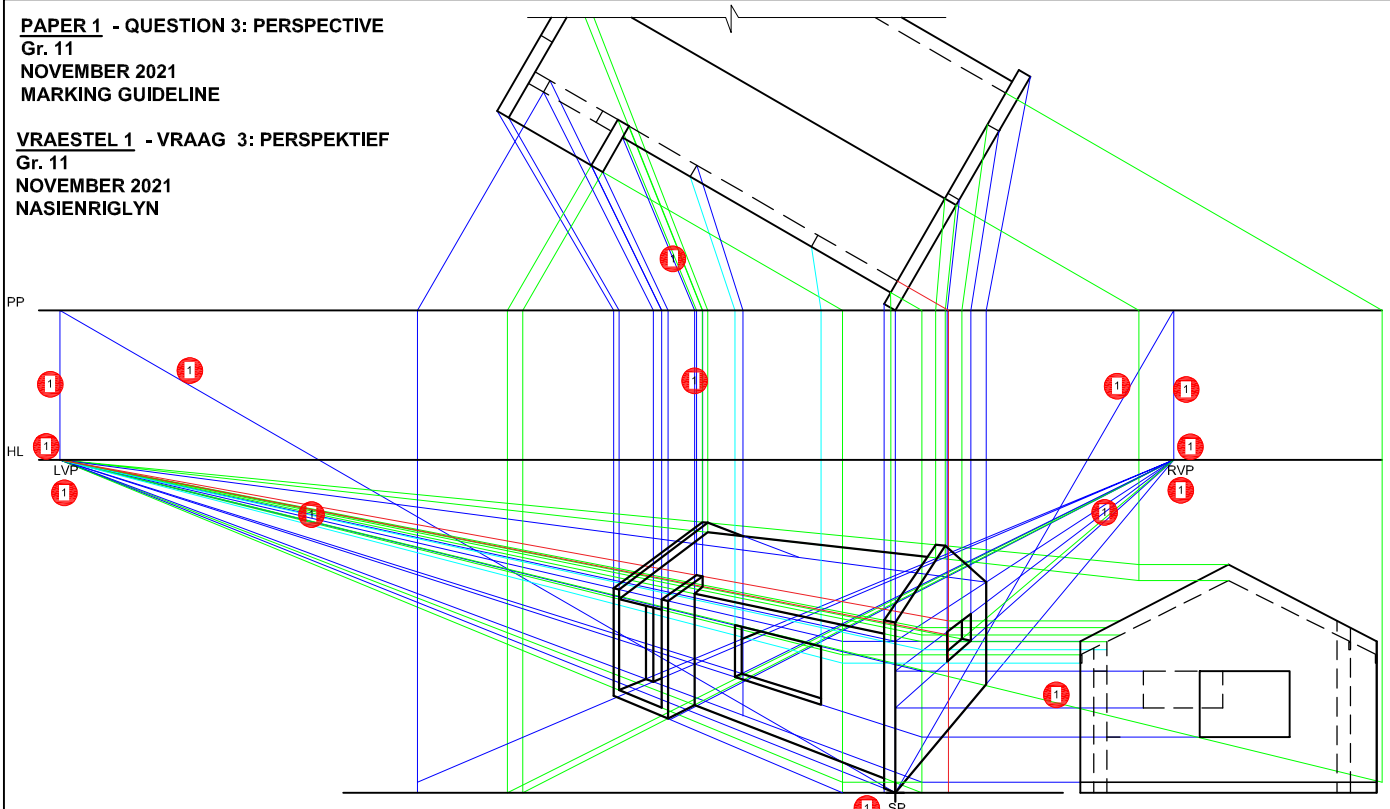 PAPER 1 - QUESTION 3: PERSPECTIVE
Gr. 11
NOVEMBER 2021
MARKING GUIDELINE
VRAESTEL 1 - VRAAG 3: PERSPEKTIEF
Gr. 11
NOVEMBER 2021
NASIENRIGLYN
1
PP
1
1
1
1
1
HL
1
1
LVP
RVP
1
1
1
1
1
1
SP